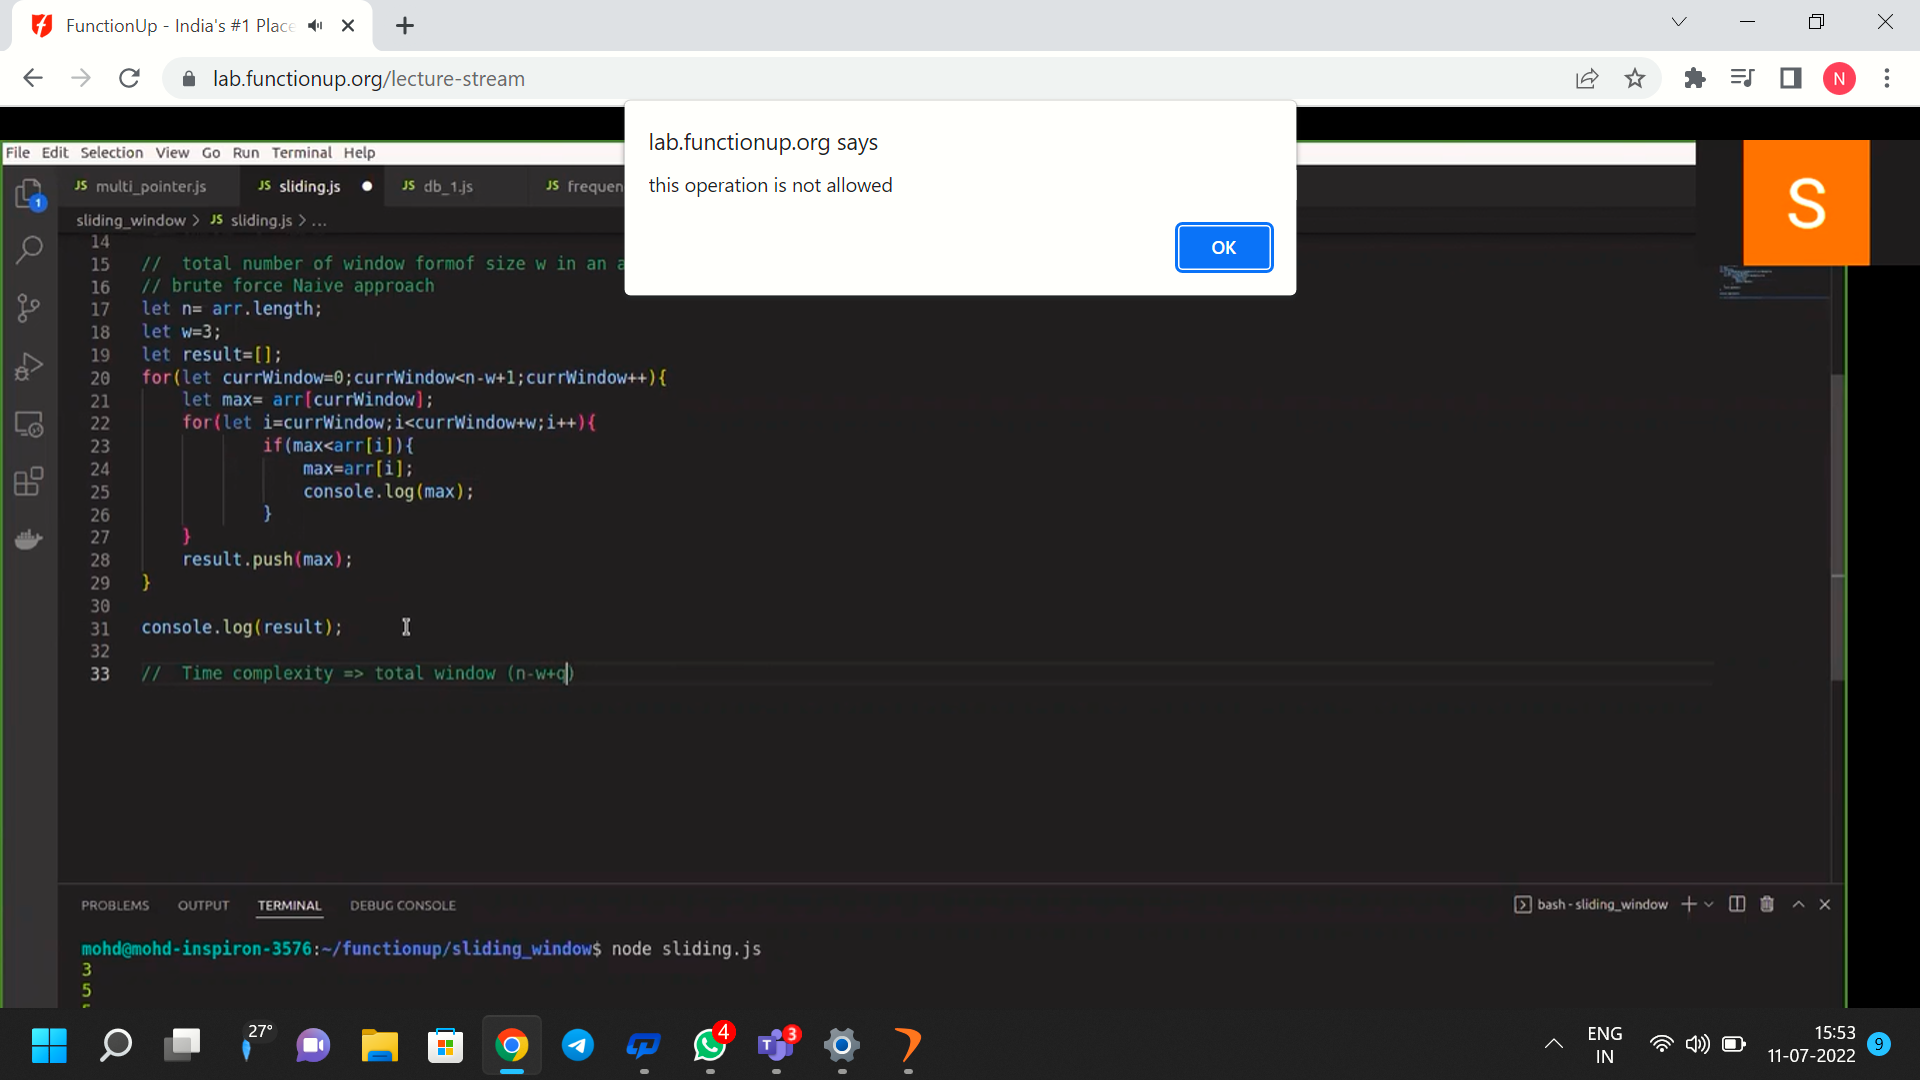 FunctionUp - India's #1 Place
lab.functionup.org/lecture-stream
N
lab.functionup.org says
this operation is not allowed
OK
S
File Edit Selection View Go Run Terminal Help
JS multi_pointer.js JS sliding.js JS db_1.js JS frequen
1
sliding_window > JS sliding.js > ...
14
15 // total number of window formof size w in an a
16 // brute force Naive approach
17 let n= arr.length;
18 let w=3;
19 let result=[];
20 for(let currWindow=0;currWindow<n-w+1;currWindow++){
21 let max= arr[currWindow];
22 for(let i=currWindow;i<currWindow+w;i++){
23 if(max<arr[i]){
24 max=arr[i];
25 console.log(max);
26 }
27 }
28 result.push(max);
29 }
30
31 console.log(result);
32
33 // Time complexity => total window (n-w+q)
PROBLEMS OUTPUT TERMINAL DEBUG CONSOLE
bash - sliding_window
mohd@mohd-inspiron-3576:~/functionup/sliding_window$ node sliding.js
3
5
27°
4
3
ENG
IN
15:53
11-07-2022
9